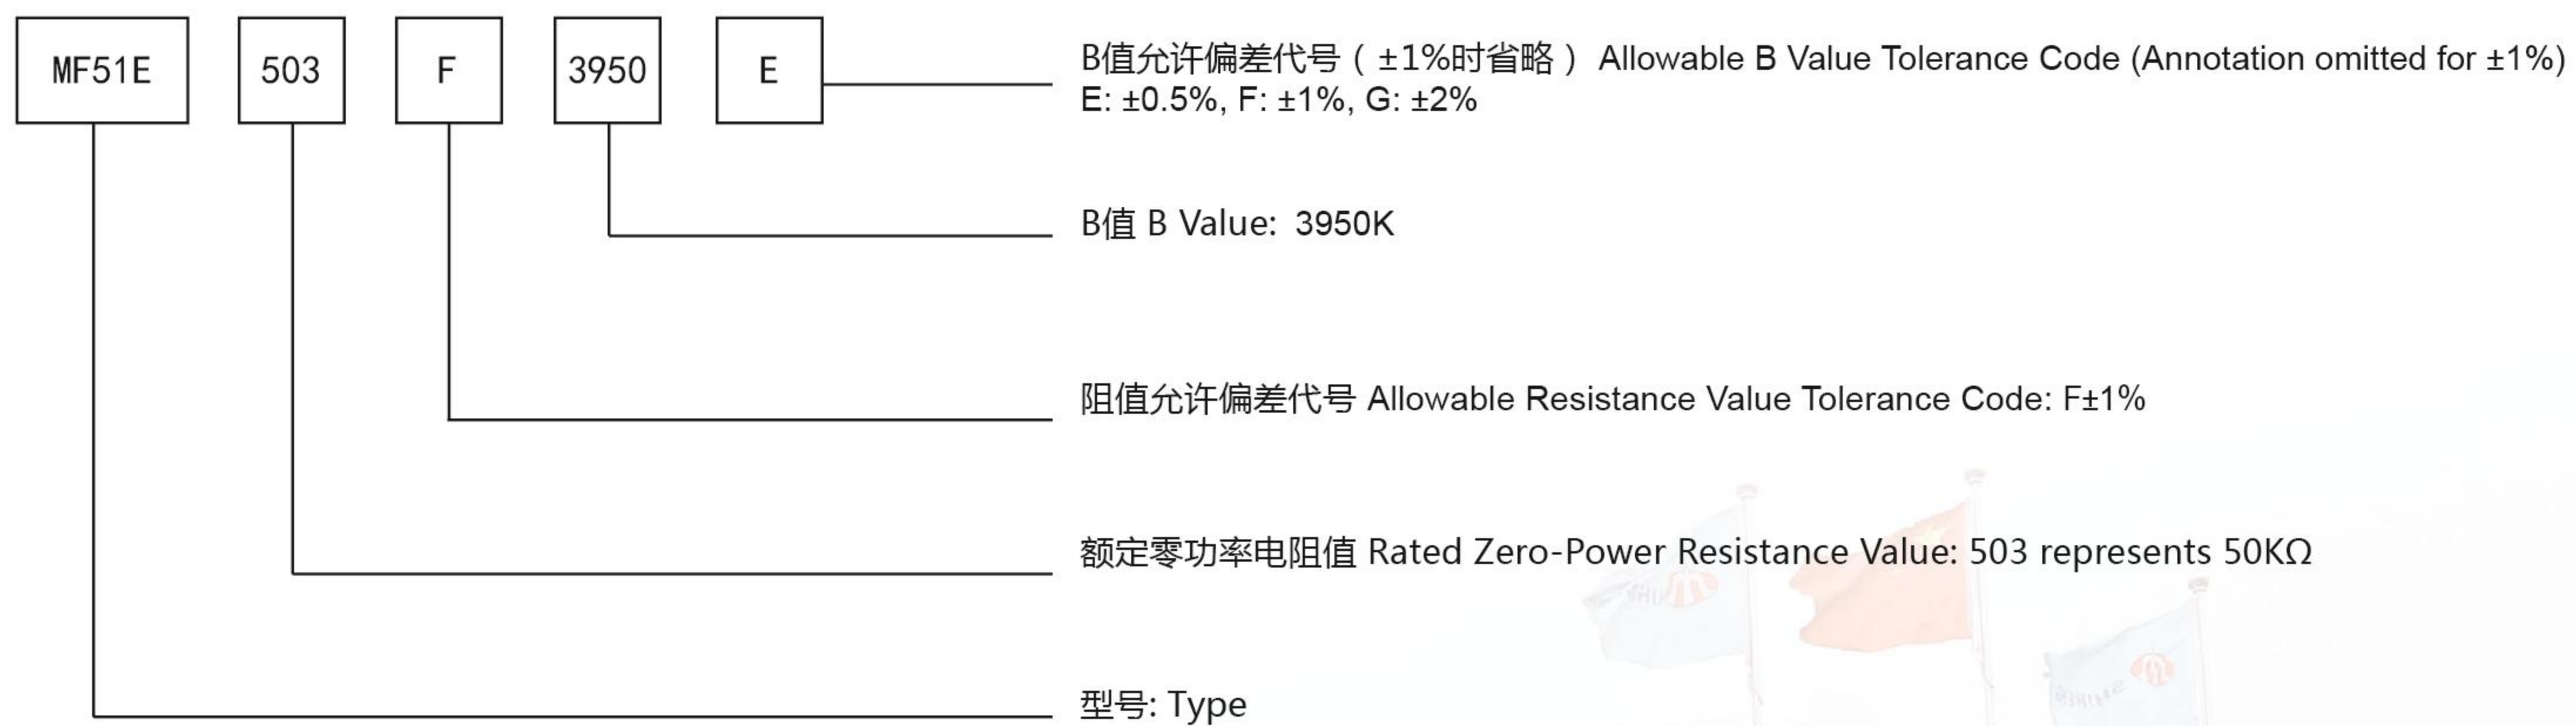 MF51E 503 F 3950 E
B值允许偏差代号（±1%时省略） Allowable B Value Tolerance Code (Annotation omitted for ±1%)
E: ±0.5%, F: ±1%, G: ±2%
B值 B Value: 3950K
阻值允许偏差代号 Allowable Resistance Value Tolerance Code: F±1%
额定零功率电阻值 Rated Zero-Power Resistance Value: 503 represents 50KΩ
型号: Type